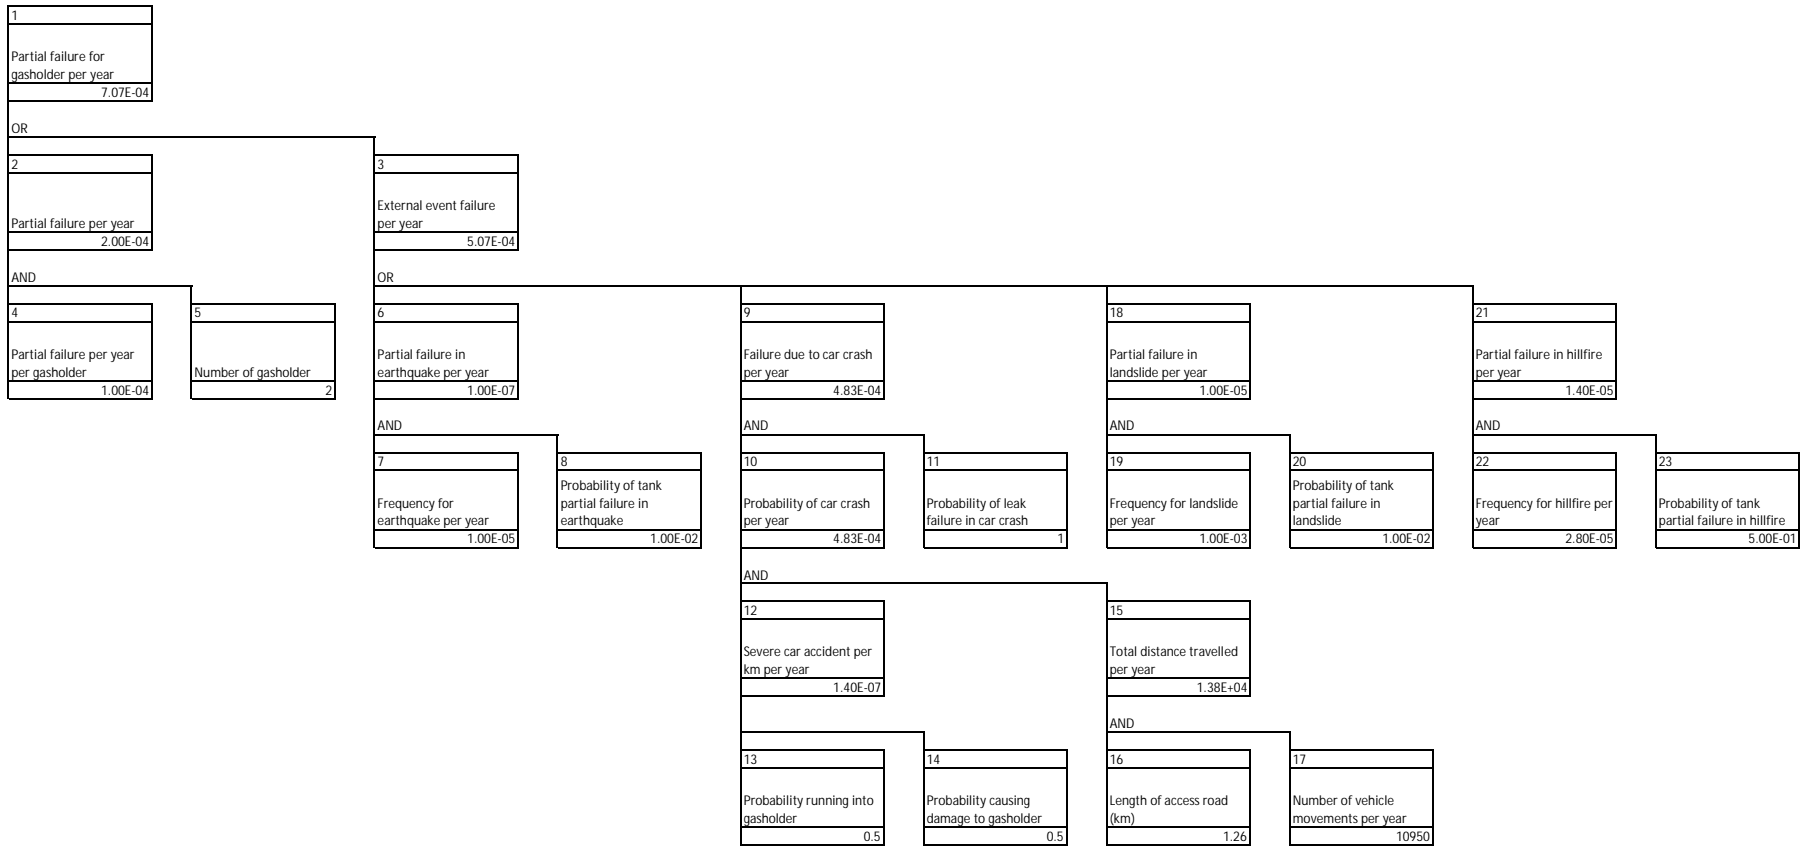 1
Partial failure for
gasholder per year
7.07E-04
OR
2
Partial failure per year
2.00E-04
3
External event failure
per year
5.07E-04
AND
OR
4
Partial failure per year
per gasholder
1.00E-04
5
Number of gasholder
2
6
Partial failure in
earthquake per year
1.00E-07
9
Failure due to car crash
per year
4.83E-04
18
Partial failure in
landslide per year
1.00E-05
21
Partial failure in hillfire
per year
1.40E-05
AND
AND
AND
AND
7
Frequency for
earthquake per year
1.00E-05
8
Probability of tank
partial failure in
earthquake
1.00E-02
10
Probability of car crash
per year
4.83E-04
11
Probability of leak
failure in car crash
1
19
Frequency for landslide
per year
1.00E-03
20
Probability of tank
partial failure in
landslide
1.00E-02
22
Frequency for hillfire per
year
2.80E-05
23
Probability of tank
partial failure in hillfire
5.00E-01
AND
12
Severe car accident per
km per year
1.40E-07
15
Total distance travelled
per year
1.38E+04
AND
13
Probability running into
gasholder
0.5
14
Probability causing
damage to gasholder
0.5
16
Length of access road
(km)
1.26
17
Number of vehicle
movements per year
10950